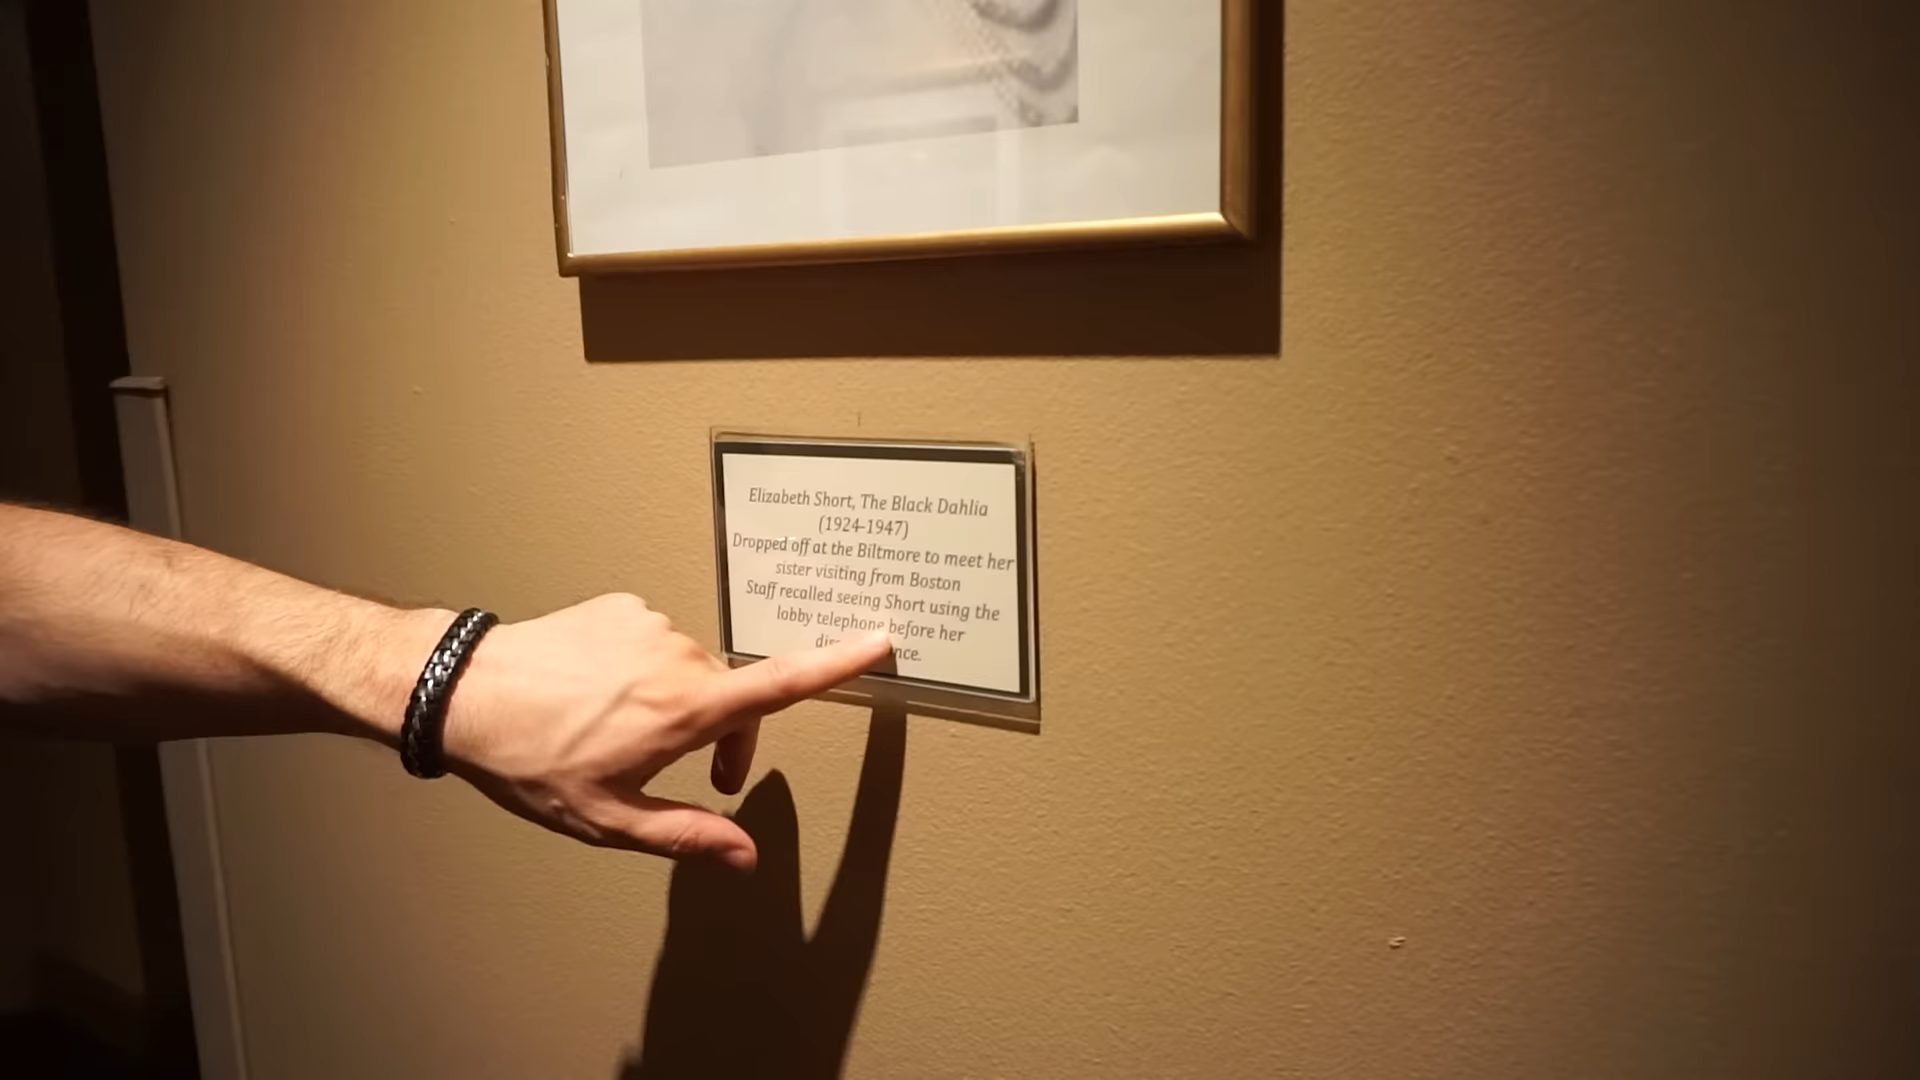 Elizabeth Short, The Black Dahlia
(1924-1947)
Dropped off at the Biltmore to meet her
sister visiting from Boston
Staff recalled seeing Short using the
lobby telephone before her